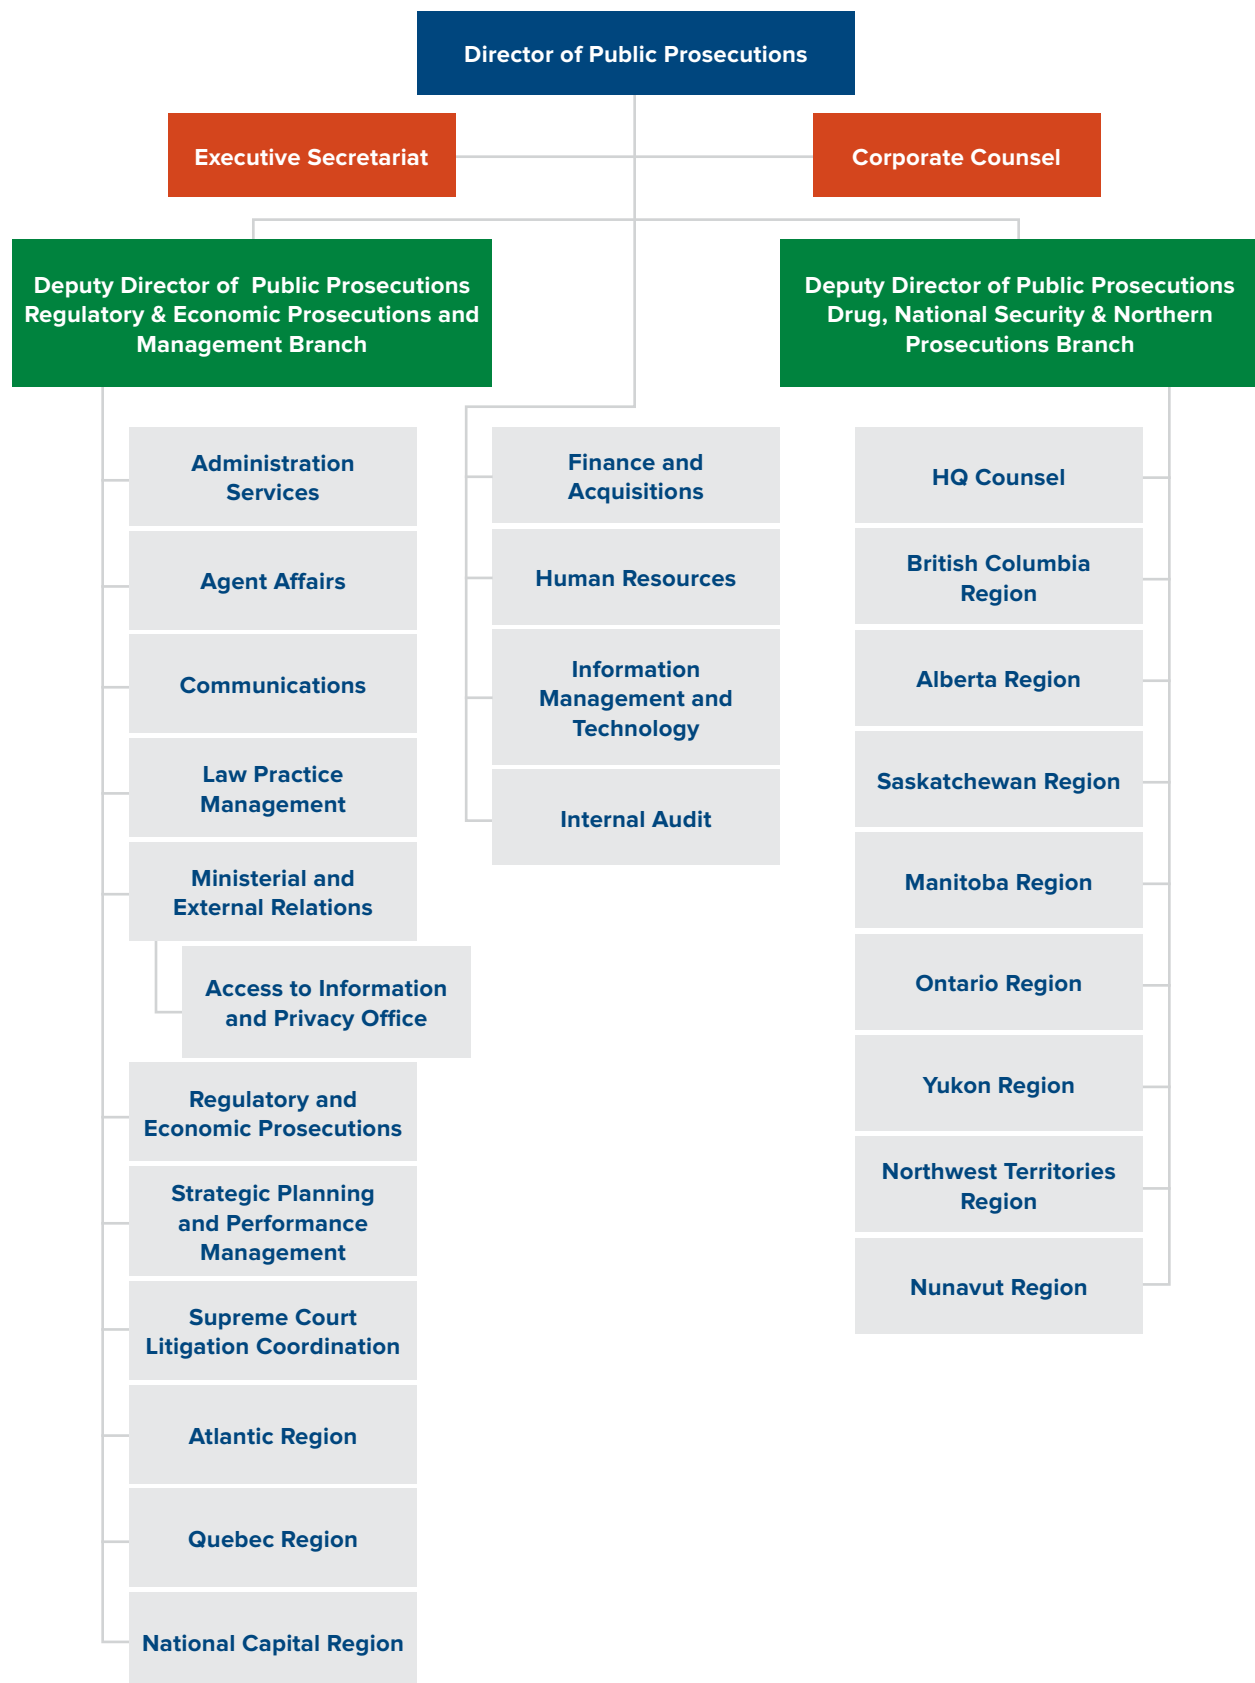 Director of Public Prosecutions
Executive Secretariat
Corporate Counsel
Deputy Director of  Public Prosecutions
Regulatory & Economic Prosecutions and
Management Branch
Deputy Director of Public Prosecutions
Drug, National Security & Northern
Prosecutions Branch
Administration
Services
Agent Affairs
Communications
Law Practice
Management
Ministerial and
External Relations
Access to Information
and Privacy Office
Regulatory and
Economic Prosecutions
Strategic Planning
and Performance
Management
Supreme Court
Litigation Coordination
Atlantic Region
Quebec Region
National Capital Region
Finance and
Acquisitions
Human Resources
Information
Management and
Technology
Internal Audit
HQ Counsel
British Columbia
Region
Alberta Region
Saskatchewan Region
Manitoba Region
Ontario Region
Yukon Region
Northwest Territories
Region
Nunavut Region